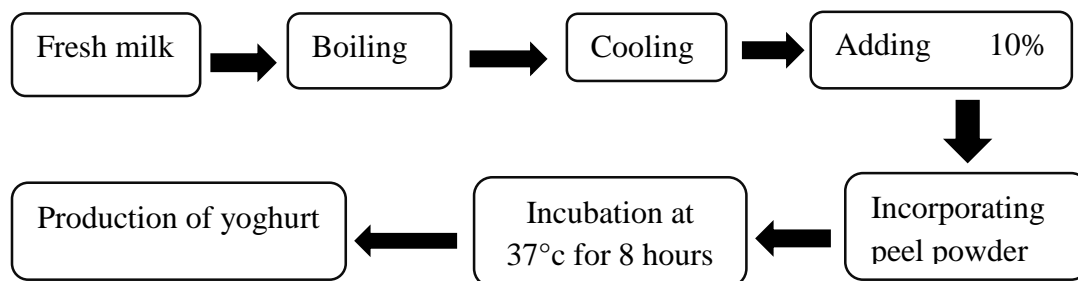 Fresh milk
Boiling
Cooling
Adding 10%
Incorporating
peel powder
Incubation at
37°c for 8 hours
Production of yoghurt